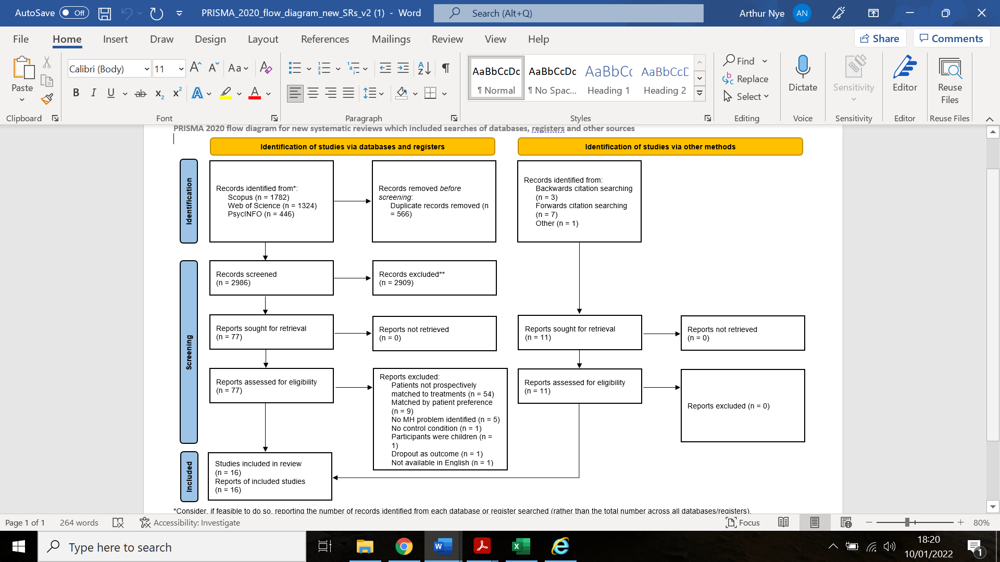 AutoSave Off
PRISMA_2020_flow_diagram_new_SRs_v2 (1) - Word
Search (Alt+Q)
Arthur Nye
AN
File Home Insert Draw Design Layout References Mailings Review View Help
Share
Comments
Paste
Clipboard
Calibri (Body)
11
Font
Paragraph
AaBbCcDc
¶ Normal
AaBbCcDc
¶ No Spac...
AaBbCc
Heading 1
AaBbCcD
Heading 2
Styles
Find
Replace
Select
Editing
Dictate
Voice
Sensitivity
Sensitivity
Editor
Editor
Reuse
Files
Reuse Files
PRISMA 2020 flow diagram for new systematic reviews which included searches of databases, registers and other sources
Identification of studies via databases and registers
Identification of studies via other methods
Identification
Records identified from*:
Scopus (n = 1782)
Web of Science (n = 1324)
PsycINFO (n = 446)
Records removed before
screening:
Duplicate records removed (n
= 566)
Records identified from:
Backwards citation searching
(n = 3)
Forwards citation searching
(n = 7)
Other (n = 1)
Screening
Records screened
(n = 2986)
Records excluded**
(n = 2909)
Reports sought for retrieval
(n = 77)
Reports not retrieved
(n = 0)
Reports sought for retrieval
(n = 11)
Reports not retrieved
(n = 0)
Reports assessed for eligibility
(n = 77)
Reports excluded:
Patients not prospectively
matched to treatments (n = 54)
Matched by patient preference
(n = 9)
No MH problem identified (n = 5)
No control condition (n = 1)
Participants were children (n =
1)
Dropout as outcome (n = 1)
Not available in English (n = 1)
Reports assessed for eligibility
(n = 11)
Reports excluded (n = 0)
Included
Studies included in review
(n = 16)
Reports of included studies
(n = 16)
*Consider, if feasible to do so, reporting the number of records identified from each database or register searched (rather than the total number across all databases/registers).
Page 1 of 1
264 words
Accessibility: Investigate
Focus
80%
Type here to search
18:20
10/01/2022
1